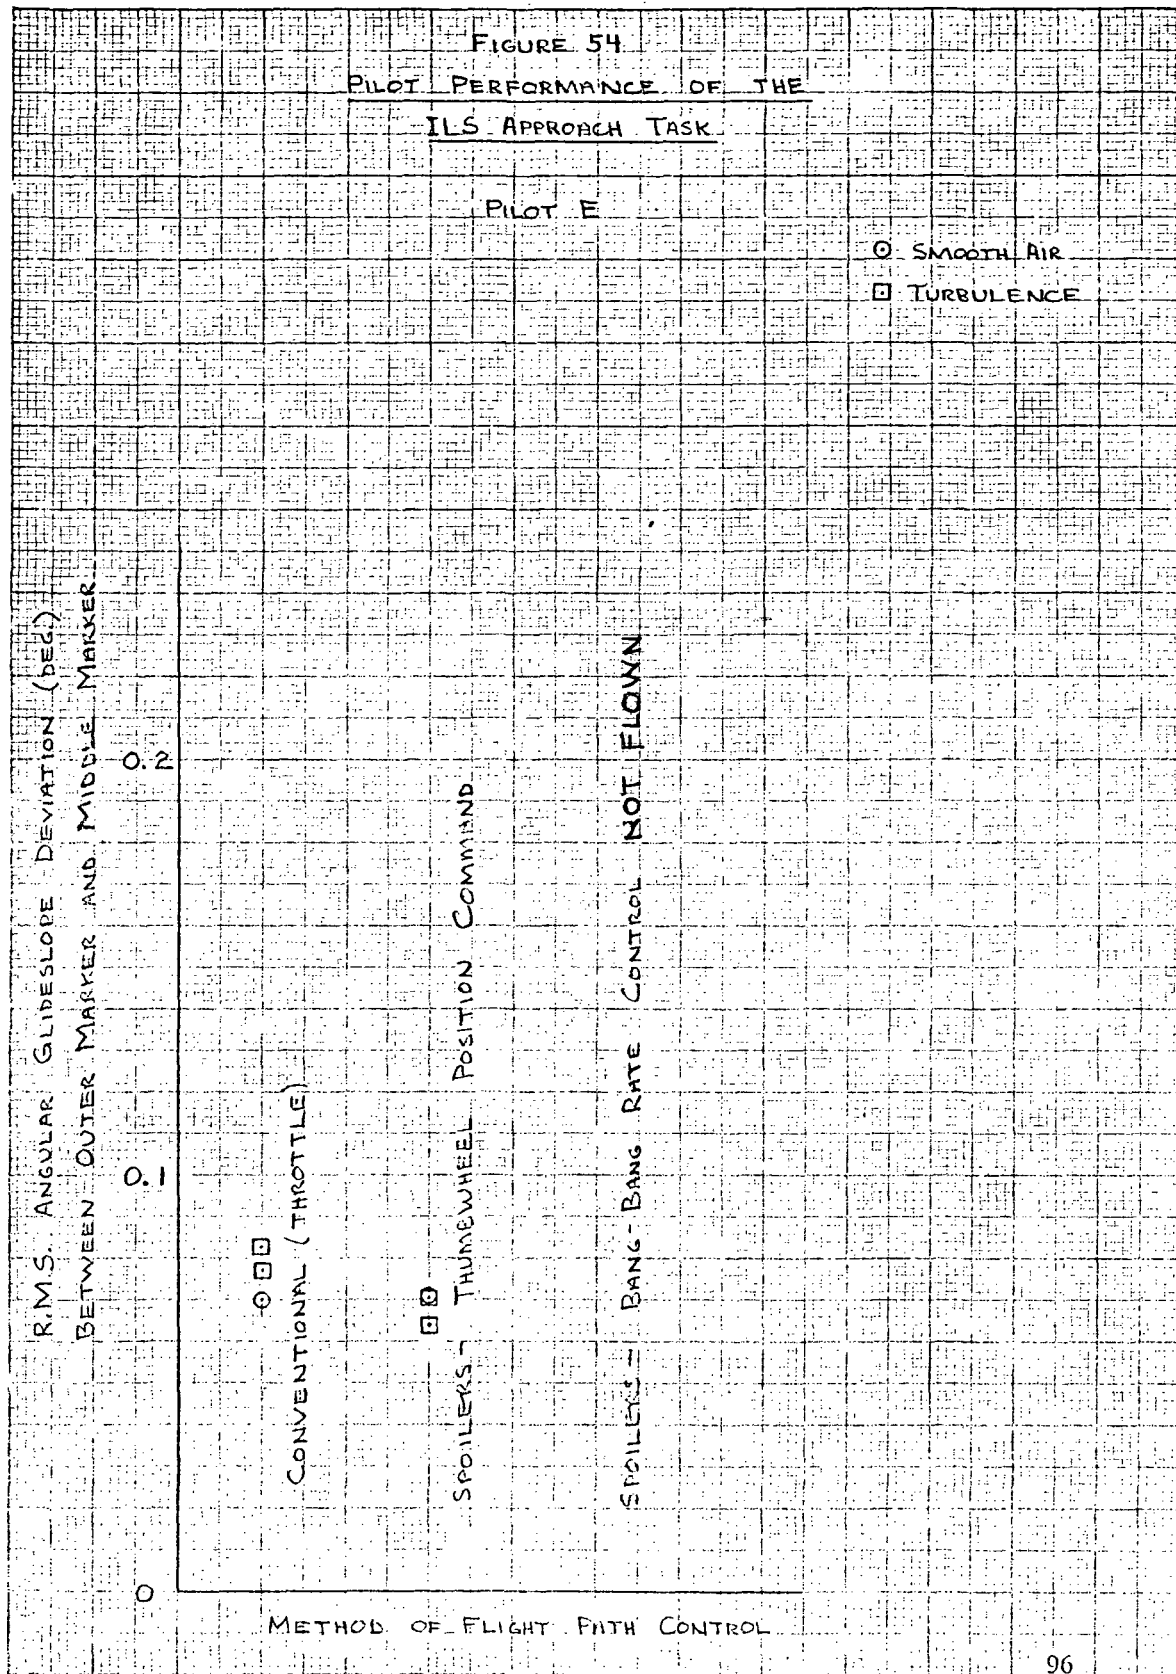 FIGURE 54
PILOT PERFORMANCE OF THE
ILS APPROACH TASK
PILOT E
⊙ SMOOTH AIR
⊡ TURBULENCE
R.M.S. ANGULAR GLIDESLOPE DEVIATION (DEG.)
BETWEEN OUTER MARKER AND MIDDLE MARKER
0.2
0.1
0
CONVENTIONAL (THROTTLE)
SPOILERS - THUMBWHEEL POSITION COMMAND
SPOILERS - BANG-BANG RATE CONTROL NOT FLOWN
METHOD OF FLIGHT PATH CONTROL
96